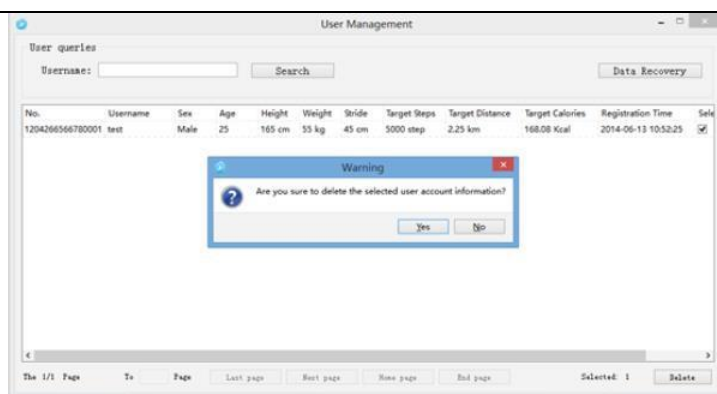 User Management
User queries
Username: Search Data Recovery
No. Username Sex Age Height Weight Stride Target Steps Target Distance Target Calories Registration Time Sele
1204266566780001 test Male 25 165 cm 55 kg 45 cm 5000 step 2.25 km 168.08 Kcal 2014-06-13 10:52:25
Warning
Are you sure to delete the selected user account information?
Yes No
The 1/1 Page To Page Last page Next page Home page End page Selected: 1 Delete